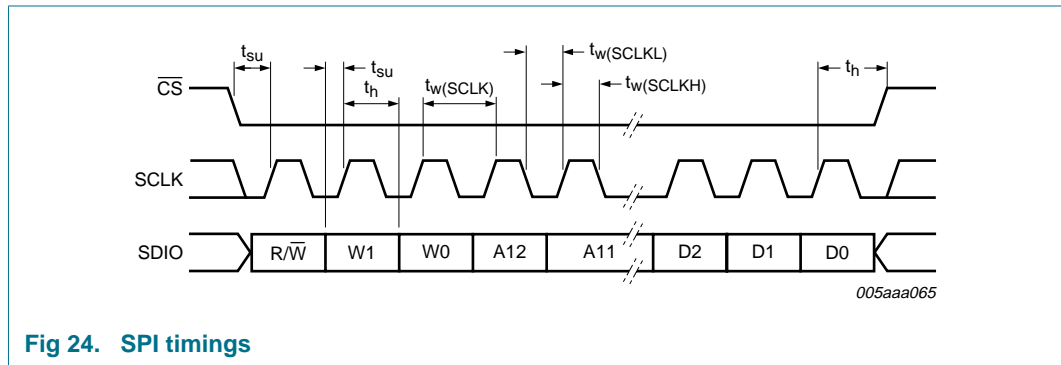 tsu
tsu
th
tw(SCLK)
tw(SCLKL)
tw(SCLKH)
th
CS
SCLK
SDIO R/W W1 W0 A12 A11 D2 D1 D0
005aaa065
Fig 24. SPI timings